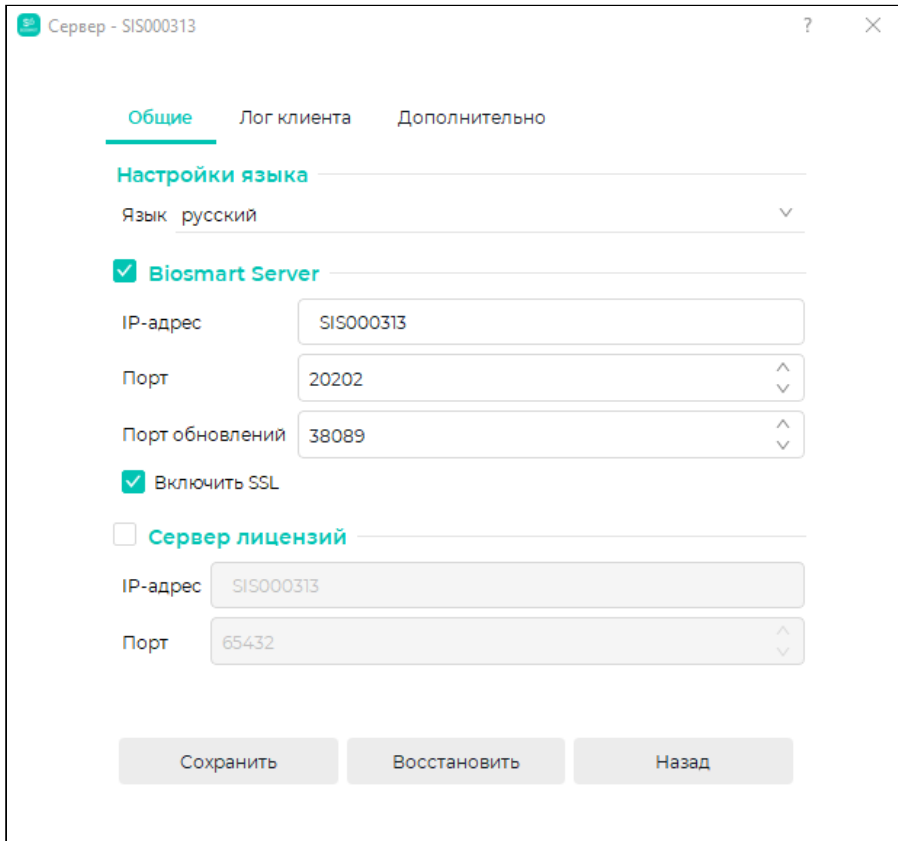 Сервер - SIS000313 ?
Общие Лог клиента Дополнительно
Настройки языка
Язык русский
Biosmart Server
IP-адрес SIS000313
Порт 20202
Порт обновлений 38089
Включить SSL
Сервер лицензий
IP-адрес SIS000313
Порт 65432
Сохранить Восстановить Назад